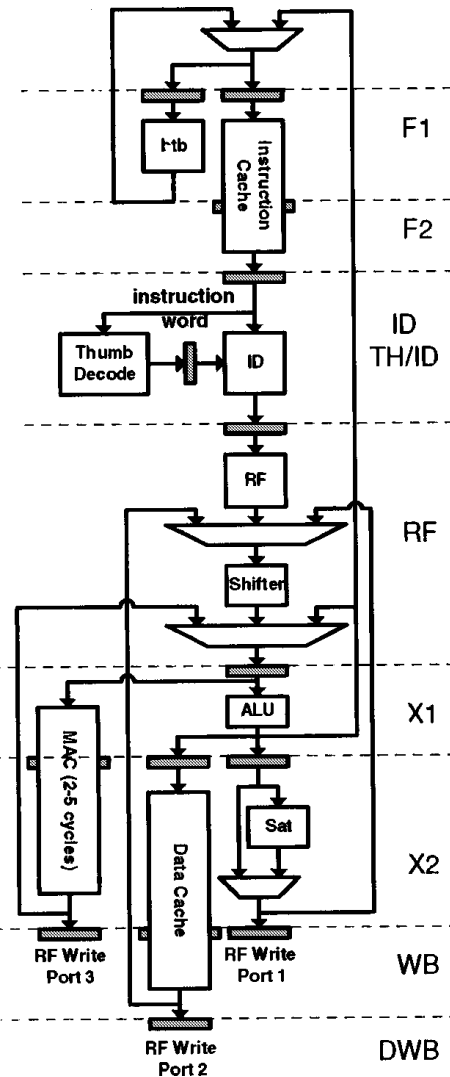 F1
btb
Instruction
Cache
F2
instruction
word
ID
TH/ID
Thumb
Decode
ID
RF
RF
Shifter
ALU
X1
MAC (2-5 cycles)
Data Cache
Sat
X2
RF Write
Port 3
RF Write
Port 1
WB
RF Write
Port 2
DWB